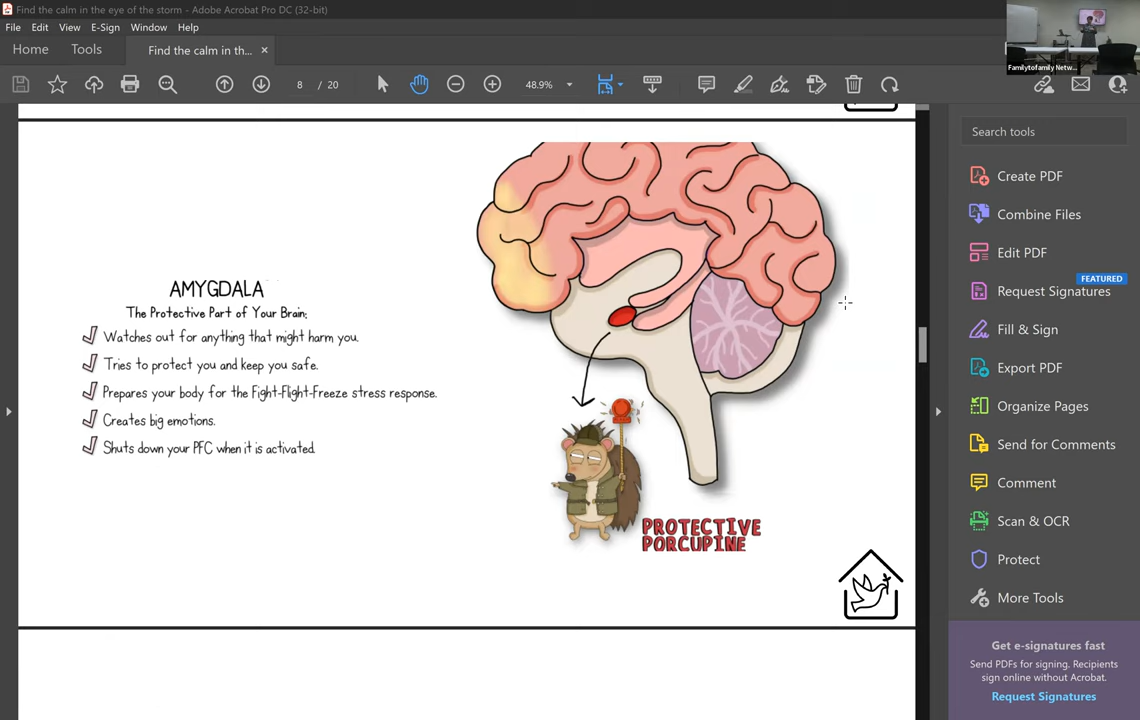 Find the calm in the eye of the storm - Adobe Acrobat Pro DC (32-bit)
File Edit View E-Sign Window Help
Home Tools Find the calm in th... ×
8 / 20 48.9%
Familytofamily Netw...
Search tools
Create PDF
Combine Files
Edit PDF
FEATURED
Request Signatures
Fill & Sign
Export PDF
Organize Pages
Send for Comments
Comment
Scan & OCR
Protect
More Tools
Get e-signatures fast
Send PDFs for signing. Recipients
sign online without Acrobat.
Request Signatures
AMYGDALA
The Protective Part of Your Brain:
Watches out for anything that might harm you.
Tries to protect you and keep you safe.
Prepares your body for the Fight-Flight-Freeze stress response.
Creates big emotions.
Shuts down your PFC when it is activated.
PROTECTIVE
PORCUPINE